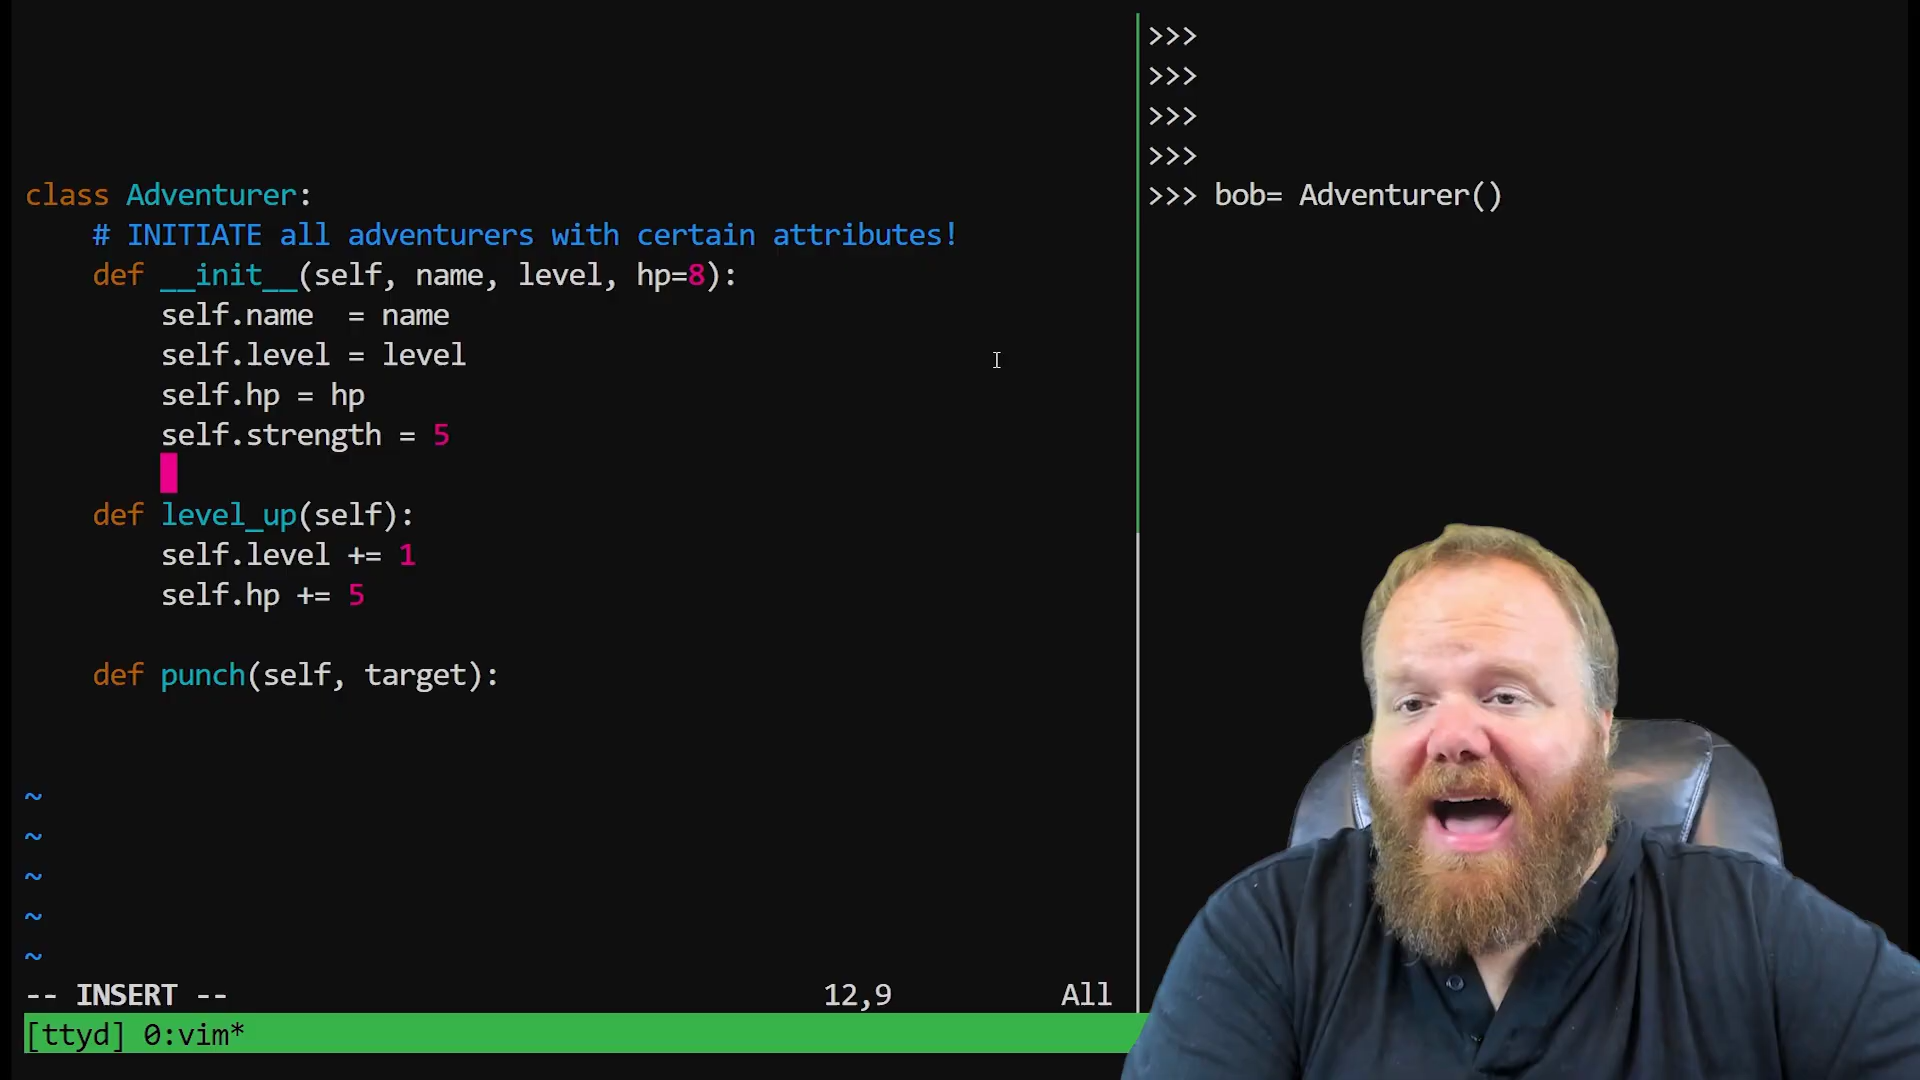 class Adventurer:
    # INITIATE all adventurers with certain attributes!
    def __init__(self, name, level, hp=8):
        self.name  = name
        self.level = level
        self.hp = hp
        self.strength = 5
    def level_up(self):
        self.level += 1
        self.hp += 5
    def punch(self, target):
~
~
~
~
~
-- INSERT -- 12,9 All
[ttyd] 0:vim*
>>>
>>>
>>>
>>>
>>> bob= Adventurer()